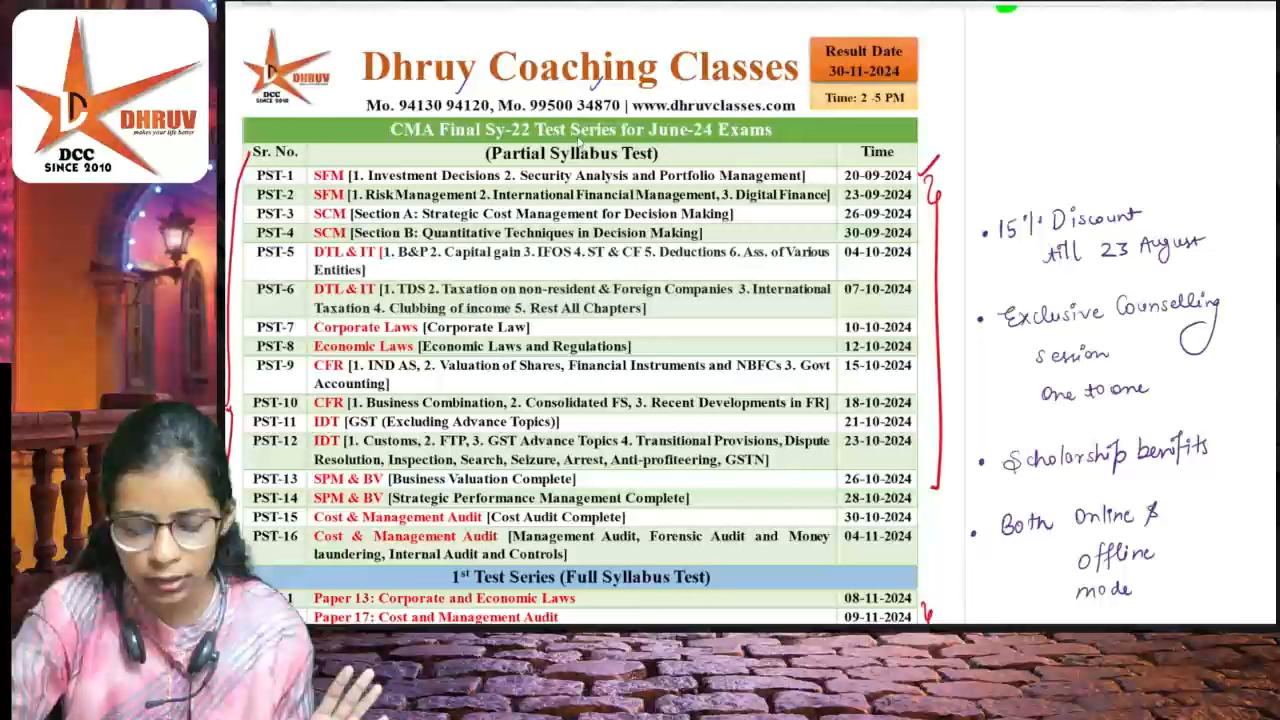 DHRUV
makes your life better
DCC
SINCE 2010
DHRUV
DCC
SINCE 2010
Dhruv Coaching Classes
Mo. 94130 94120, Mo. 99500 34870 | www.dhruvclasses.com
Result Date
30-11-2024
Time: 2 -5 PM
CMA Final Sy-22 Test Series for June-24 Exams
Sr. No. (Partial Syllabus Test) Time
PST-1 SFM [1. Investment Decisions 2. Security Analysis and Portfolio Management] 20-09-2024
PST-2 SFM [1. Risk Management 2. International Financial Management, 3. Digital Finance] 23-09-2024
PST-3 SCM [Section A: Strategic Cost Management for Decision Making] 26-09-2024
PST-4 SCM [Section B: Quantitative Techniques in Decision Making] 30-09-2024
PST-5 DTL & IT [1. B&P 2. Capital gain 3. IFOS 4. ST & CF 5. Deductions 6. Ass. of Various 04-10-2024
Entities]
PST-6 DTL & IT [1. TDS 2. Taxation on non-resident & Foreign Companies 3. International 07-10-2024
Taxation 4. Clubbing of income 5. Rest All Chapters]
PST-7 Corporate Laws [Corporate Law] 10-10-2024
PST-8 Economic Laws [Economic Laws and Regulations] 12-10-2024
PST-9 CFR [1. IND AS, 2. Valuation of Shares, Financial Instruments and NBFCs 3. Govt 15-10-2024
Accounting]
PST-10 CFR [1. Business Combination, 2. Consolidated FS, 3. Recent Developments in FR] 18-10-2024
PST-11 IDT [GST (Excluding Advance Topics)] 21-10-2024
PST-12 IDT [1. Customs, 2. FTP, 3. GST Advance Topics 4. Transitional Provisions, Dispute 23-10-2024
Resolution, Inspection, Search, Seizure, Arrest, Anti-profiteering, GSTN]
PST-13 SPM & BV [Business Valuation Complete] 26-10-2024
PST-14 SPM & BV [Strategic Performance Management Complete] 28-10-2024
PST-15 Cost & Management Audit [Cost Audit Complete] 30-10-2024
PST-16 Cost & Management Audit [Management Audit, Forensic Audit and Money 04-11-2024
laundering, Internal Audit and Controls]
1st Test Series (Full Syllabus Test)
1 Paper 13: Corporate and Economic Laws 08-11-2024
Paper 17: Cost and Management Audit 09-11-2024
• 15% Discount
till 23 August
• Exclusive Counselling
session
one to one
• Scholarship benifits
• Both Online &
offline
mode